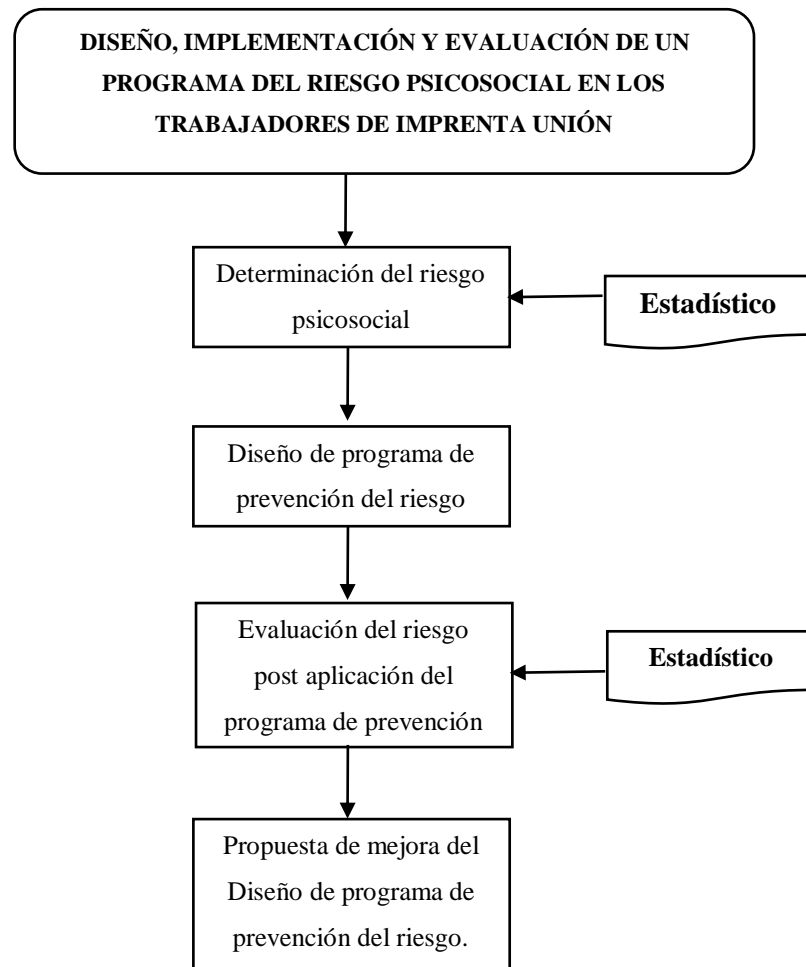 DISEÑO, IMPLEMENTACIÓN Y EVALUACIÓN DE UN
PROGRAMA DEL RIESGO PSICOSOCIAL EN LOS
TRABAJADORES DE IMPRENTA UNIÓN
Determinación del riesgo
psicosocial
Estadístico
Diseño de programa de
prevención del riesgo
Evaluación del riesgo
post aplicación del
programa de prevención
Estadístico
Propuesta de mejora del
Diseño de programa de
prevención del riesgo.